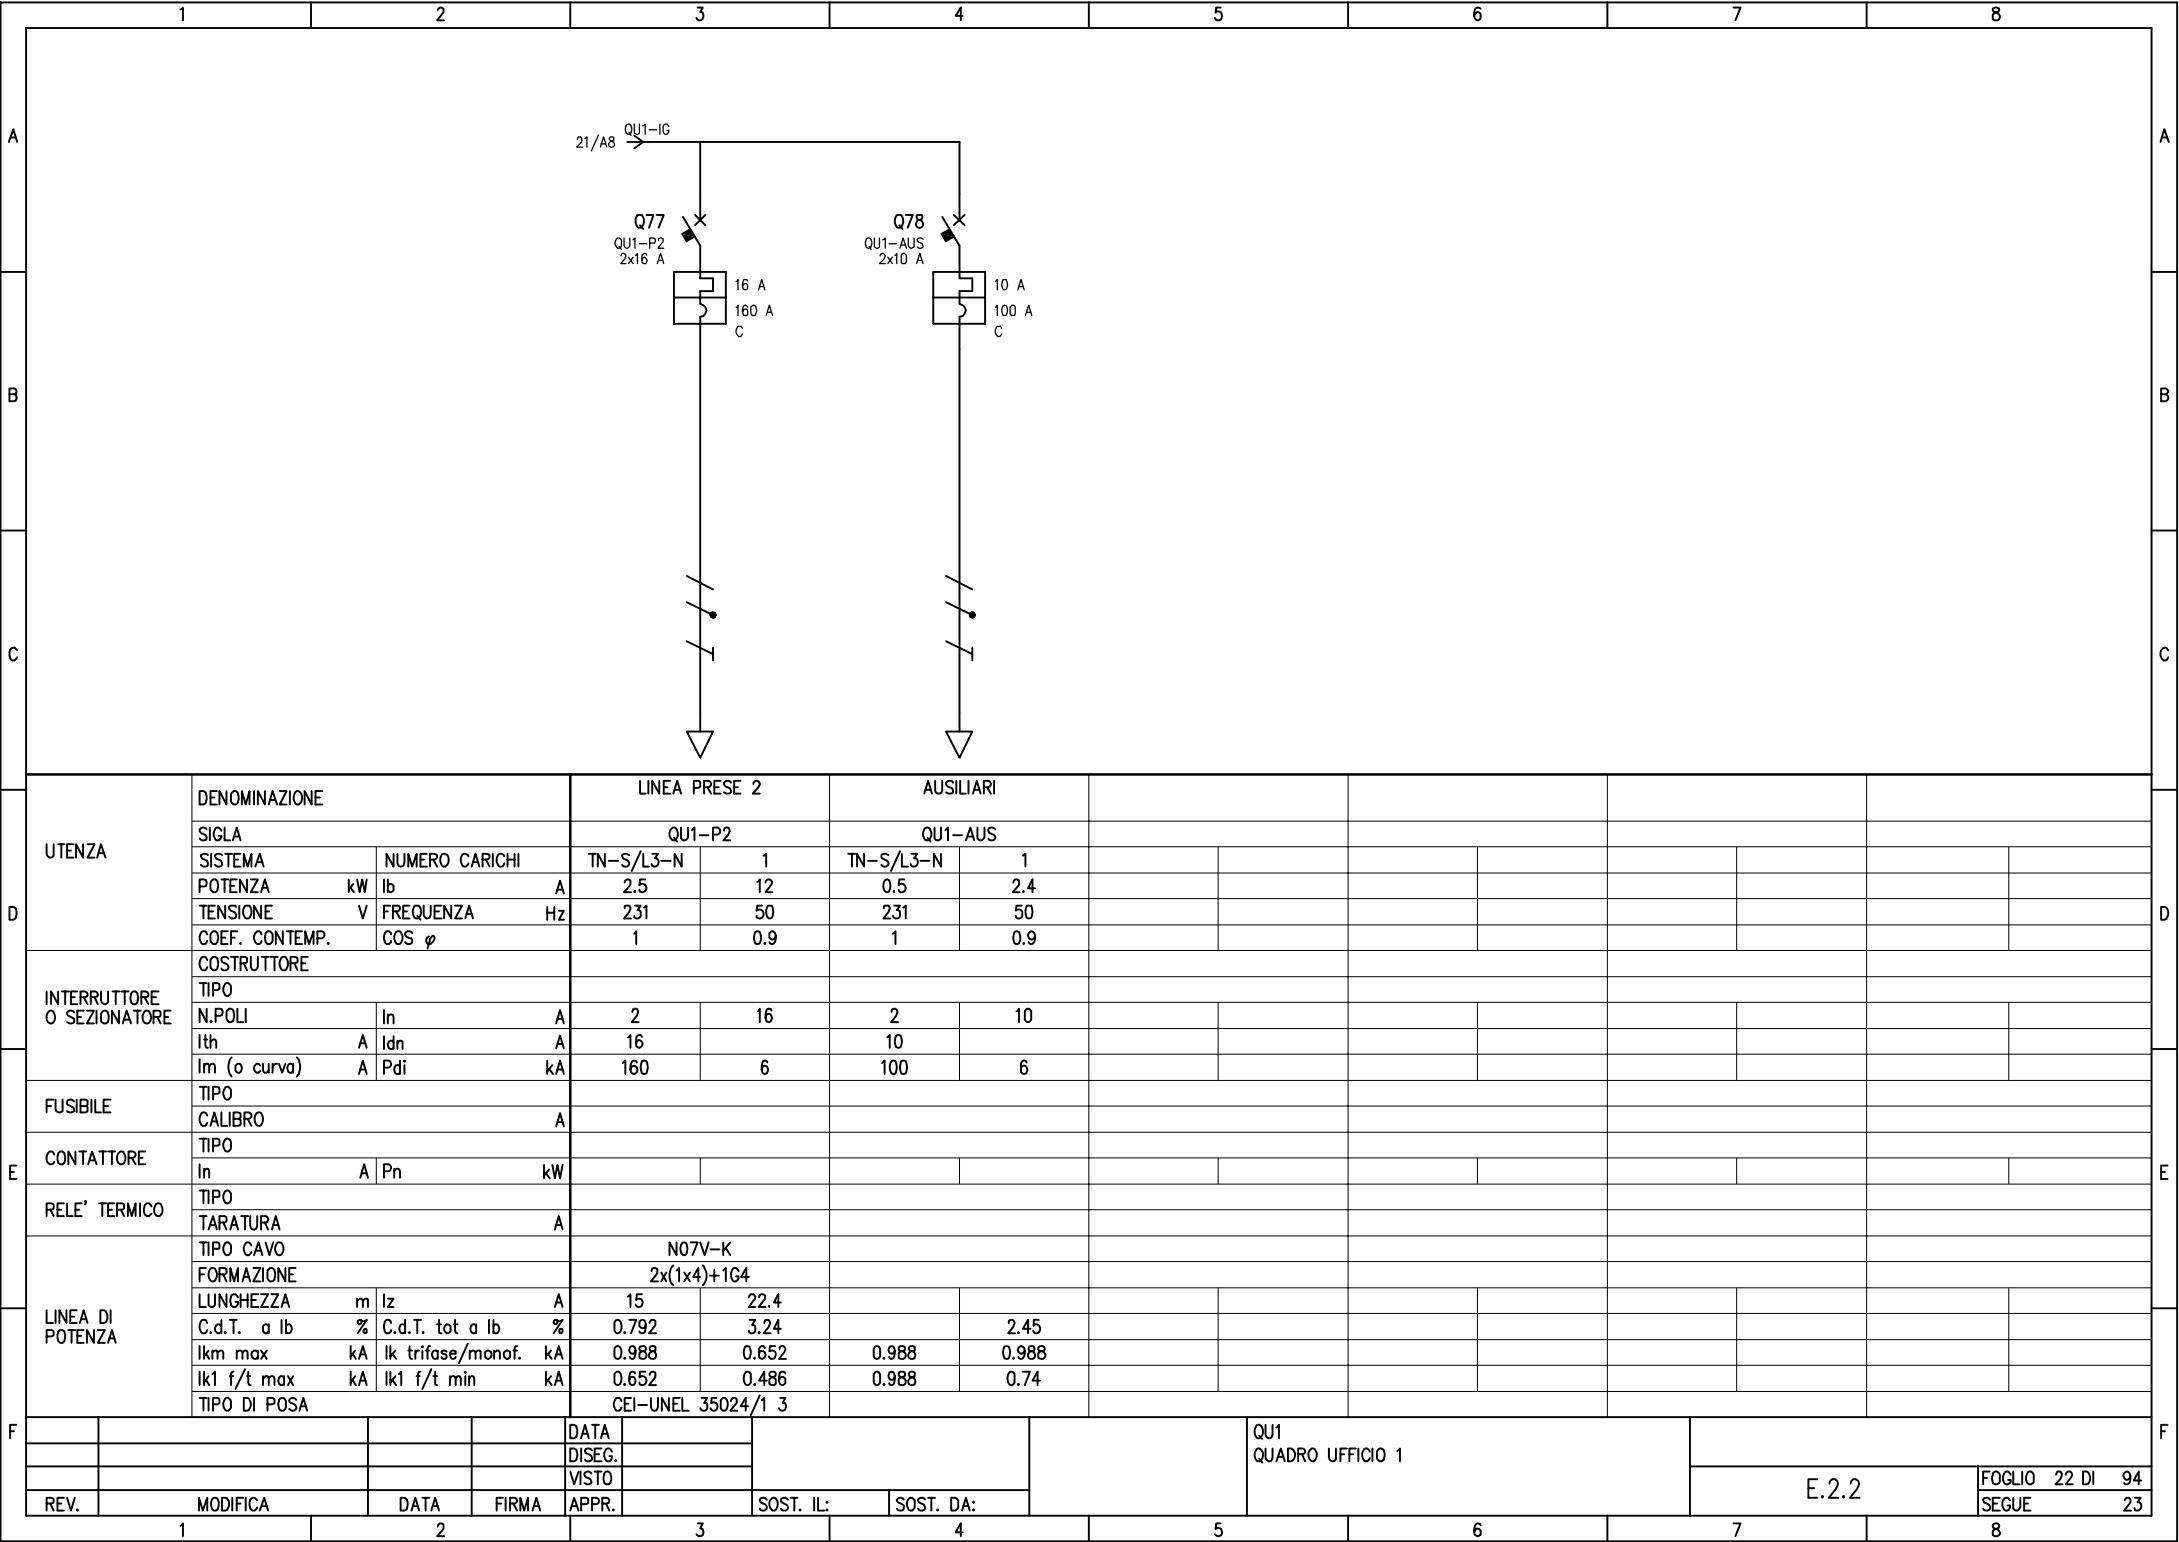 1 2 3 4 5 6 7 8
A A
QU1-IG
21/A8
Q77
QU1-P2
2x16 A
16 A
160 A
C
Q78
QU1-AUS
2x10 A
10 A
100 A
C
B B
C C
D D
E E
F F
UTENZA
DENOMINAZIONE LINEA PRESE 2 AUSILIARI
SIGLA QU1-P2 QU1-AUS
SISTEMA NUMERO CARICHI TN-S/L3-N 1 TN-S/L3-N 1
POTENZA kW Ib A 2.5 12 0.5 2.4
TENSIONE V FREQUENZA Hz 231 50 231 50
COEF. CONTEMP. COS φ 1 0.9 1 0.9
INTERRUTTORE
O SEZIONATORE
COSTRUTTORE
TIPO
N.POLI In A 2 16 2 10
Ith A Idn A 16 10
Im (o curva) A Pdi kA 160 6 100 6
FUSIBILE
TIPO
CALIBRO A
CONTATTORE
TIPO
In A Pn kW
RELE' TERMICO
TIPO
TARATURA A
LINEA DI
POTENZA
TIPO CAVO N07V-K
FORMAZIONE 2x(1x4)+1G4
LUNGHEZZA m Iz A 15 22.4
C.d.T. a Ib % C.d.T. tot a Ib % 0.792 3.24 2.45
Ikm max kA Ik trifase/monof. kA 0.988 0.652 0.988 0.988
Ik1 f/t max kA Ik1 f/t min kA 0.652 0.486 0.988 0.74
TIPO DI POSA CEI-UNEL 35024/1 3
DATA
DISEG.
VISTO
REV. MODIFICA DATA FIRMA APPR. SOST. IL: SOST. DA:
QU1
QUADRO UFFICIO 1
E.2.2
FOGLIO 22 DI 94
SEGUE 23
1 2 3 4 5 6 7 8